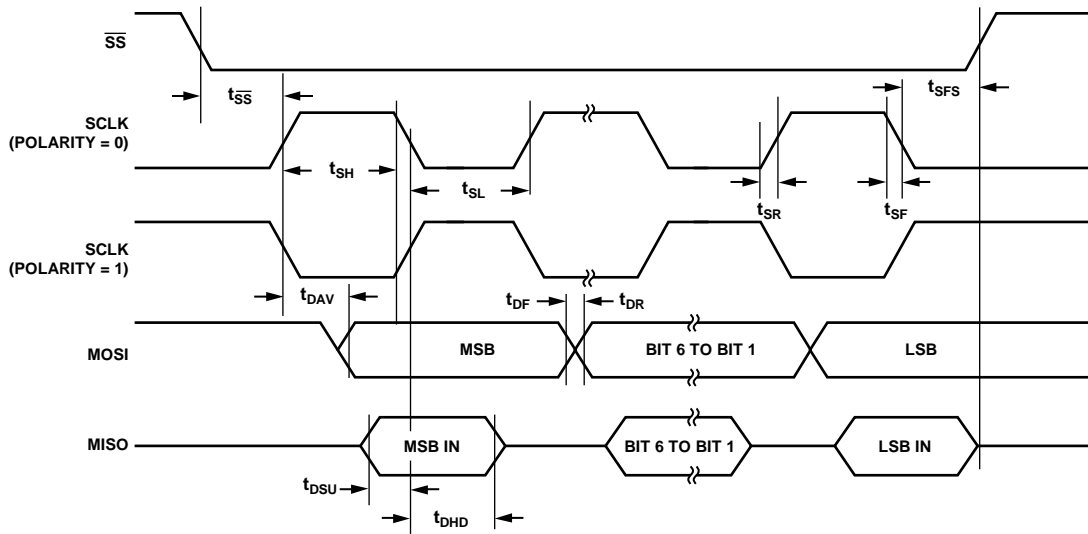 SS
tSS
tSFS
SCLK
(POLARITY = 0)
tSH
tSL
tSR
tSF
SCLK
(POLARITY = 1)
tDAV
tDF
tDR
MOSI
MSB
BIT 6 TO BIT 1
LSB
MISO
MSB IN
BIT 6 TO BIT 1
LSB IN
tDSU
tDHD